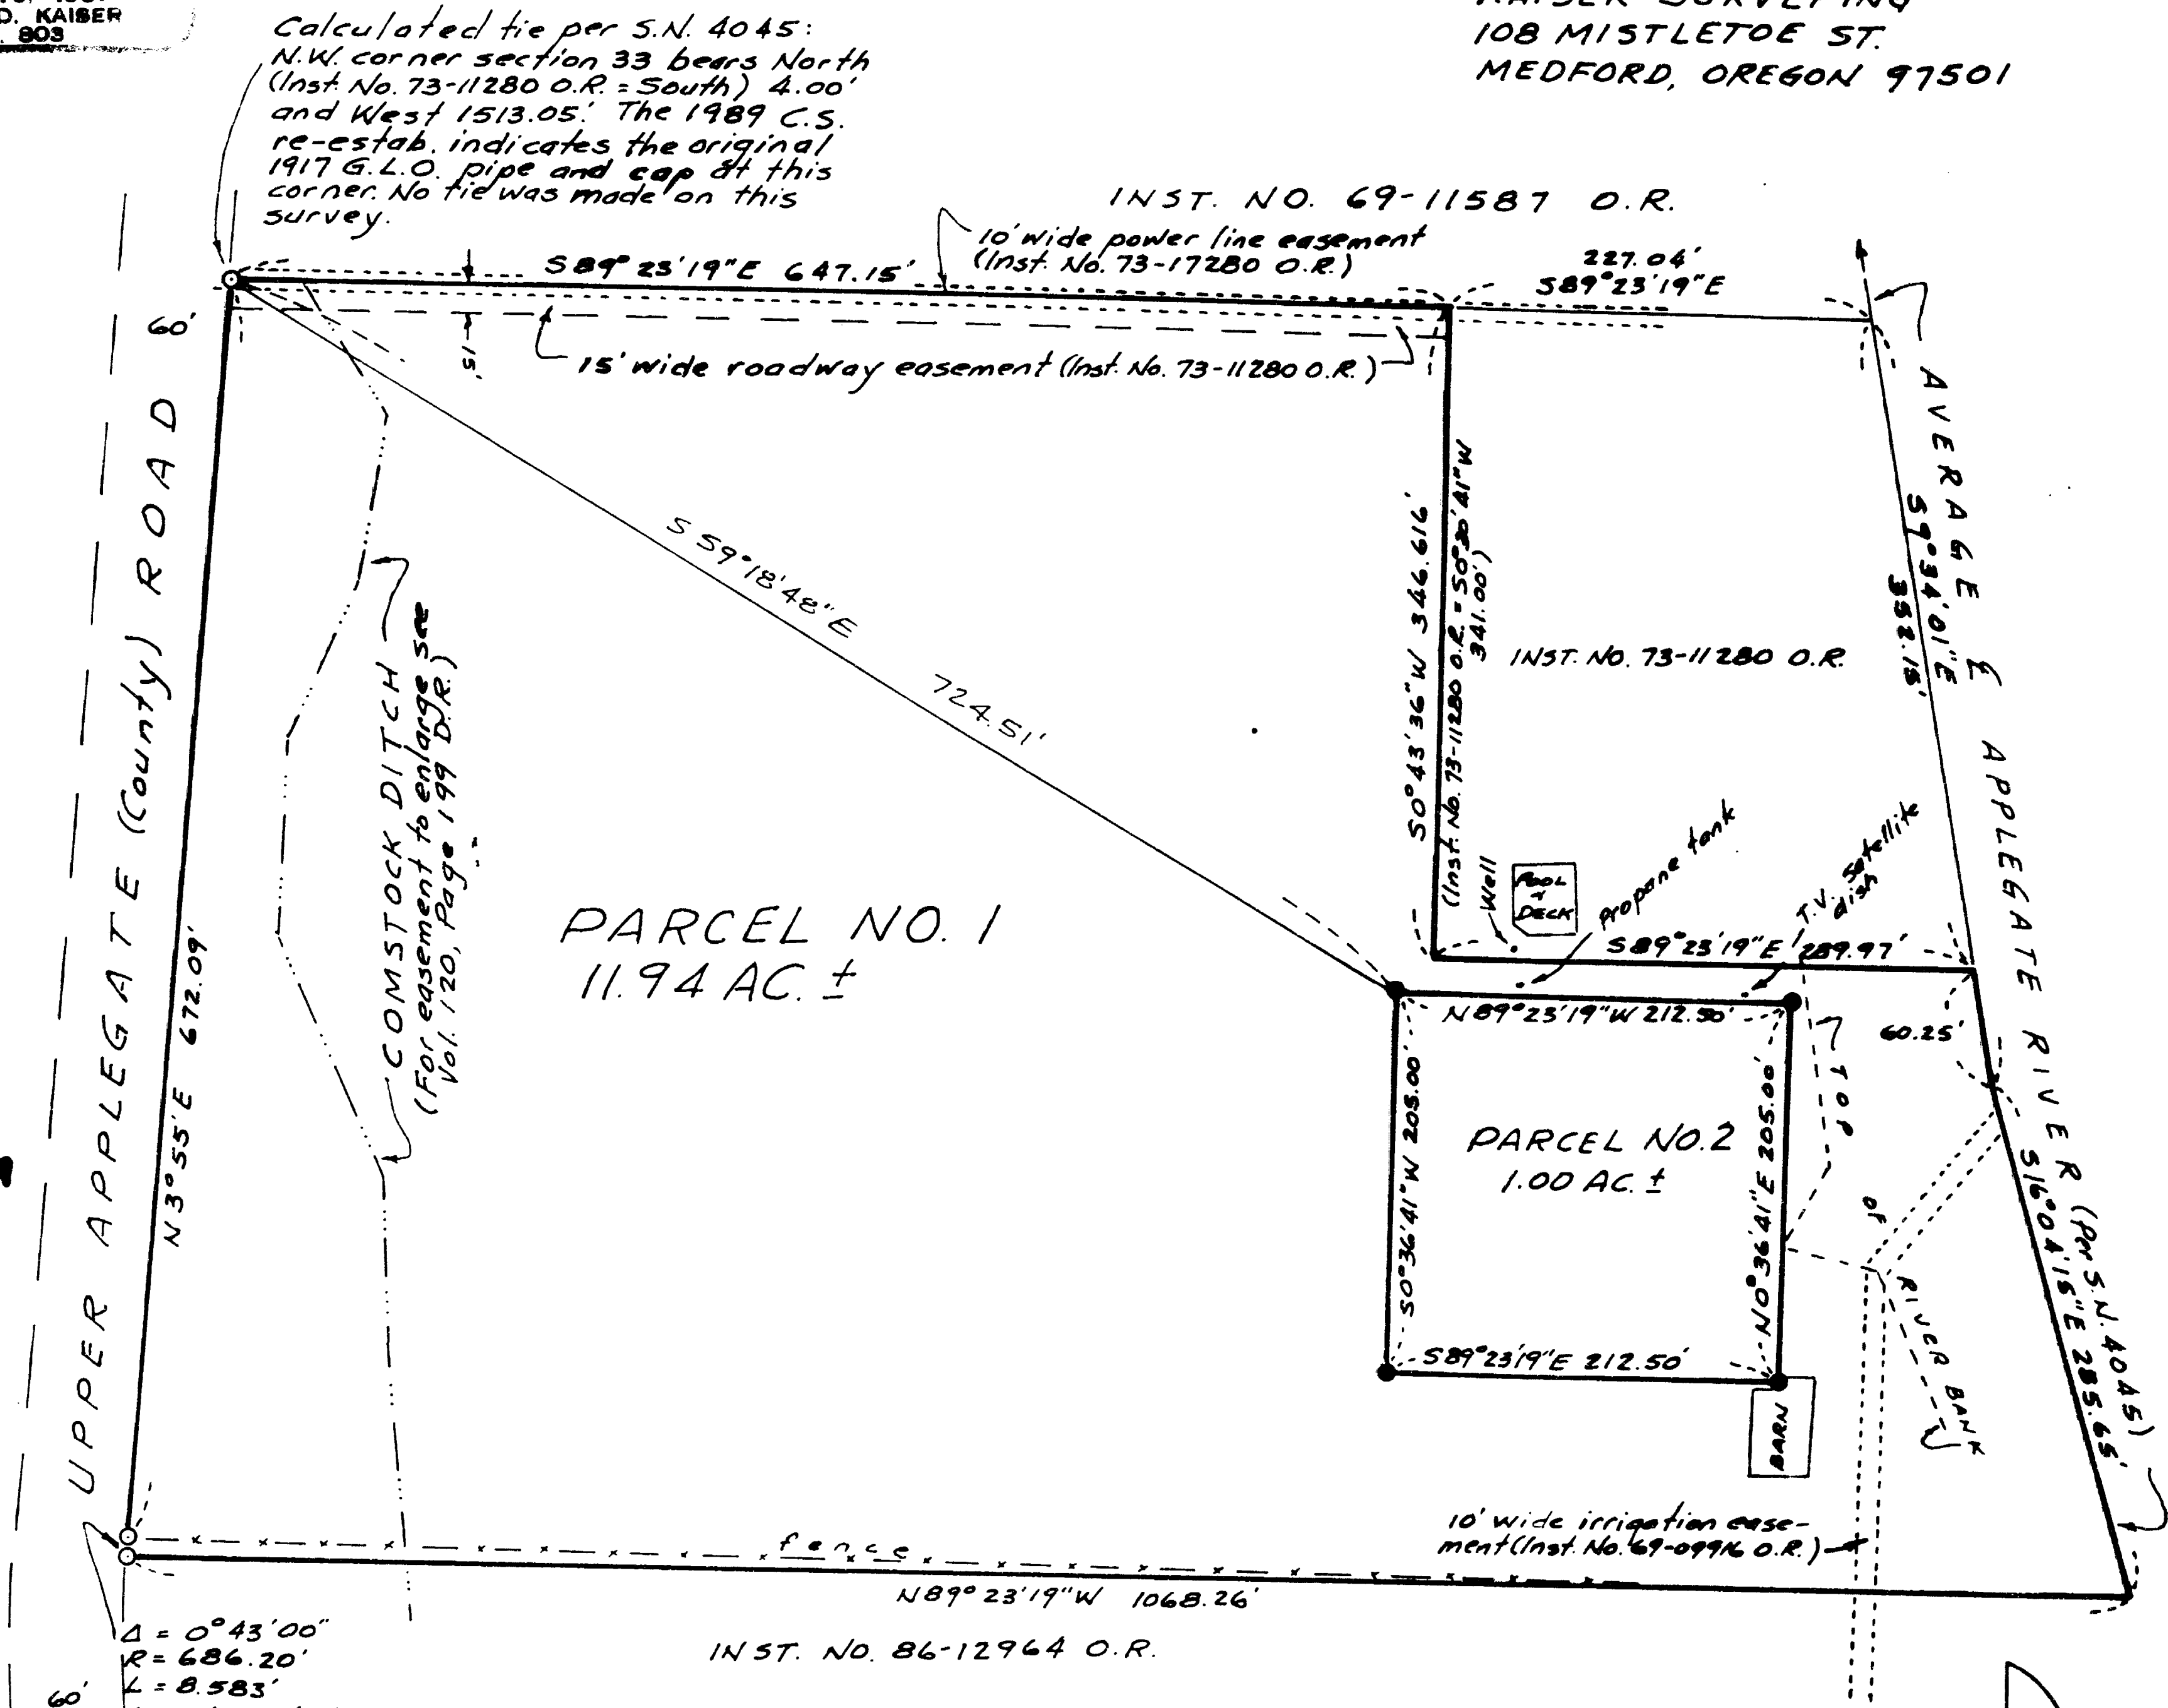 D. KAISER
803
KAISER SURVEYING
108 MISTLETOE ST.
MEDFORD, OREGON 97501
Calculated tie per S.N. 4045:
N.W. corner section 33 bears North
(Inst. No. 73-11280 O.R. = South) 4.00'
and West 1513.05'. The 1989 C.S.
re-estab. indicates the original
1917 G.L.O. pipe and cap at this
corner. No tie was made on this
survey.
INST. NO. 69-11587 O.R.
10' wide power line easement
(Inst. No. 73-17280 O.R.)
S89°23'19"E 647.15'
227.04'
S89°23'19"E
60'
15'
15' wide roadway easement (Inst. No. 73-11280 O.R.)
UPPER APPLEGATE (County) ROAD
N3°55'E 672.09'
COMSTOCK DITCH
(For easement to enlarge see
Vol. 120, Page 199 D.R.)
S59°18'48"E
724.51'
S0°43'36"W 346.616'
(Inst. No. 73-11280 O.R. = S0°20'41"W
341.00')
INST. NO. 73-11280 O.R.
AVERAGE ℄ APPLEGATE RIVER (Per S.N. 4045)
S9°34'01"E
352.15'
Well
POOL
&
DECK
propane tank
T.V. Satellite
dish
S89°23'19"E 289.97'
PARCEL NO. 1
11.94 AC. ±
N89°23'19"W 212.50'
60.25'
S0°36'41"W 205.00'
PARCEL NO. 2
1.00 AC. ±
N0°36'41"E 205.00'
TOP
of
RIVER BANK
S16°04'15"E 285.65'
S89°23'19"E 212.50'
BARN
10' wide irrigation ease-
ment (Inst. No. 69-09916 O.R.)
fence
N89°23'19"W 1068.26'
INST. NO. 86-12964 O.R.
Δ = 0°43'00"
R = 686.20'
L = 8.583'
60'